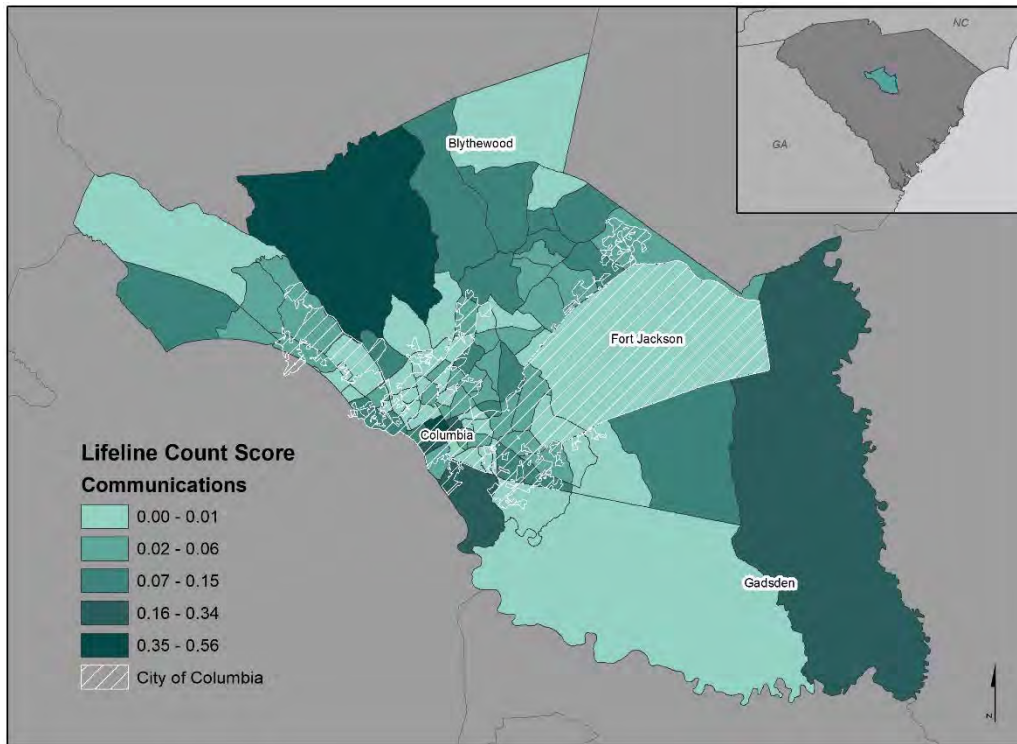 NC
GA
Blythewood
Fort Jackson
Columbia
Gadsden
Lifeline Count Score
Communications
0.00 - 0.01
0.02 - 0.06
0.07 - 0.15
0.16 - 0.34
0.35 - 0.56
City of Columbia
N